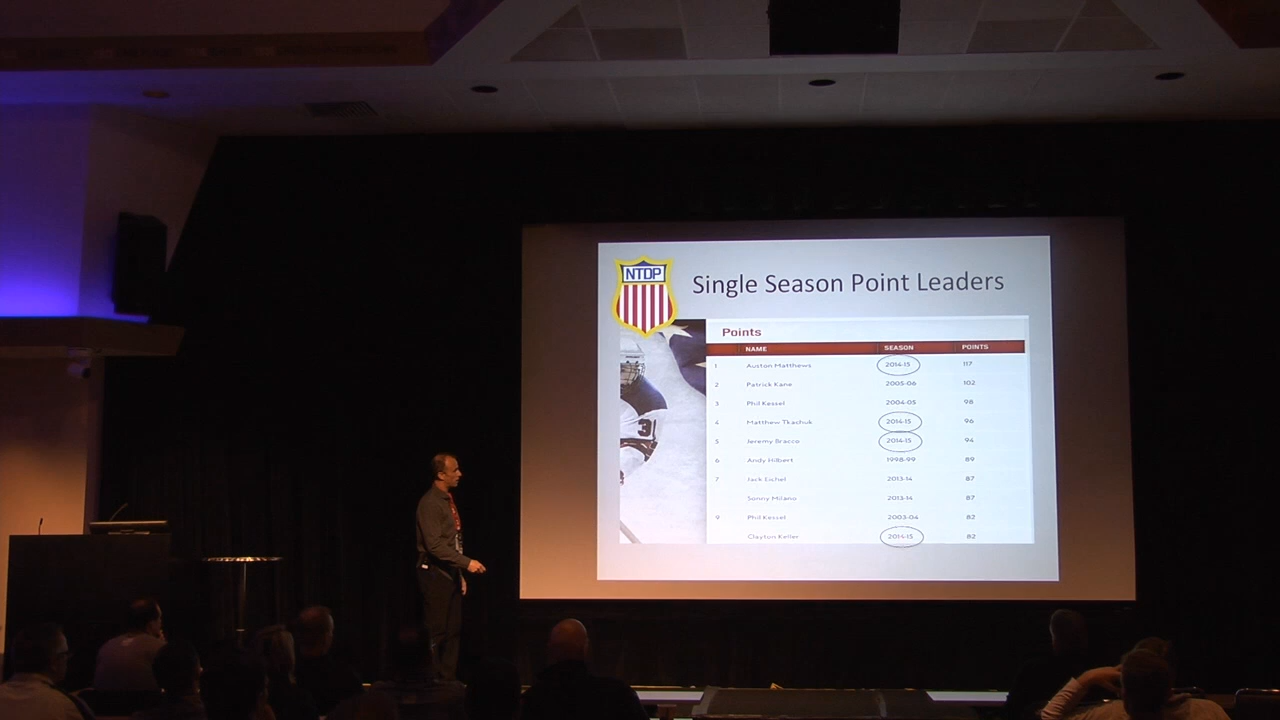 NTDP
Single Season Point Leaders
Points
NAME SEASON POINTS
1 Auston Matthews 2014-15 117
2 Patrick Kane 2005-06 102
3 Phil Kessel 2004-05 98
4 Matthew Tkachuk 2014-15 96
5 Jeremy Bracco 2014-15 94
6 Andy Hilbert 1998-99 89
7 Jack Eichel 2013-14 87
Sonny Milano 2013-14 87
9 Phil Kessel 2003-04 82
Clayton Keller 2014-15 82
31